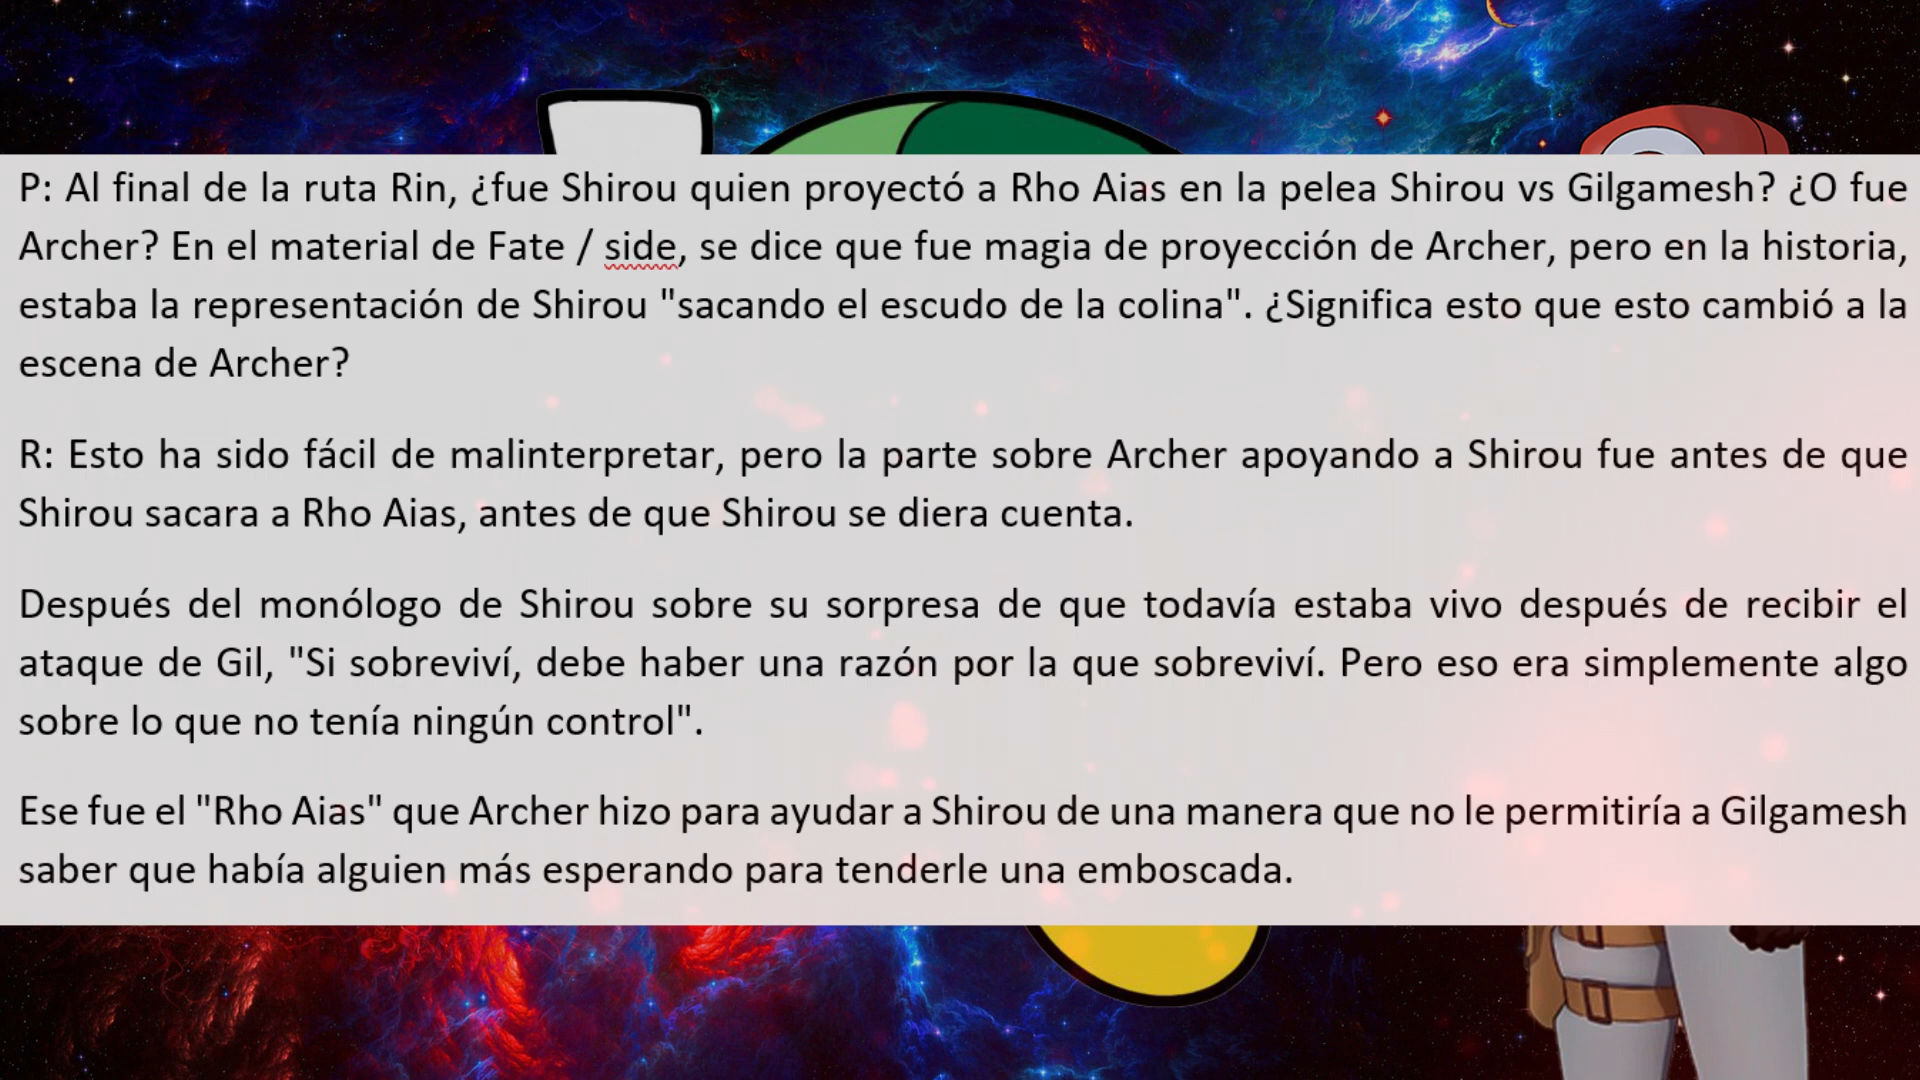 P: Al final de la ruta Rin, ¿fue Shirou quien proyectó a Rho Aias en la pelea Shirou vs Gilgamesh? ¿O fue
Archer? En el material de Fate / side, se dice que fue magia de proyección de Archer, pero en la historia,
estaba la representación de Shirou "sacando el escudo de la colina". ¿Significa esto que esto cambió a la
escena de Archer?
R: Esto ha sido fácil de malinterpretar, pero la parte sobre Archer apoyando a Shirou fue antes de que
Shirou sacara a Rho Aias, antes de que Shirou se diera cuenta.
Después del monólogo de Shirou sobre su sorpresa de que todavía estaba vivo después de recibir el
ataque de Gil, "Si sobreviví, debe haber una razón por la que sobreviví. Pero eso era simplemente algo
sobre lo que no tenía ningún control".
Ese fue el "Rho Aias" que Archer hizo para ayudar a Shirou de una manera que no le permitiría a Gilgamesh
saber que había alguien más esperando para tenderle una emboscada.